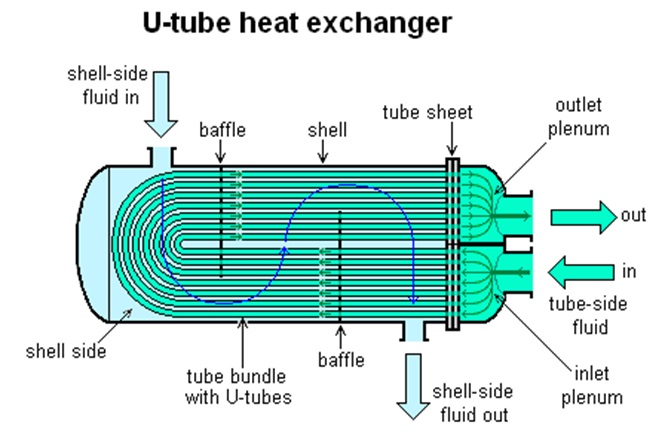 U-tube heat exchanger
shell-side
fluid in
baffle
shell
tube sheet
outlet
plenum
out
in
tube-side
fluid
shell side
tube bundle
with U-tubes
baffle
shell-side
fluid out
inlet
plenum